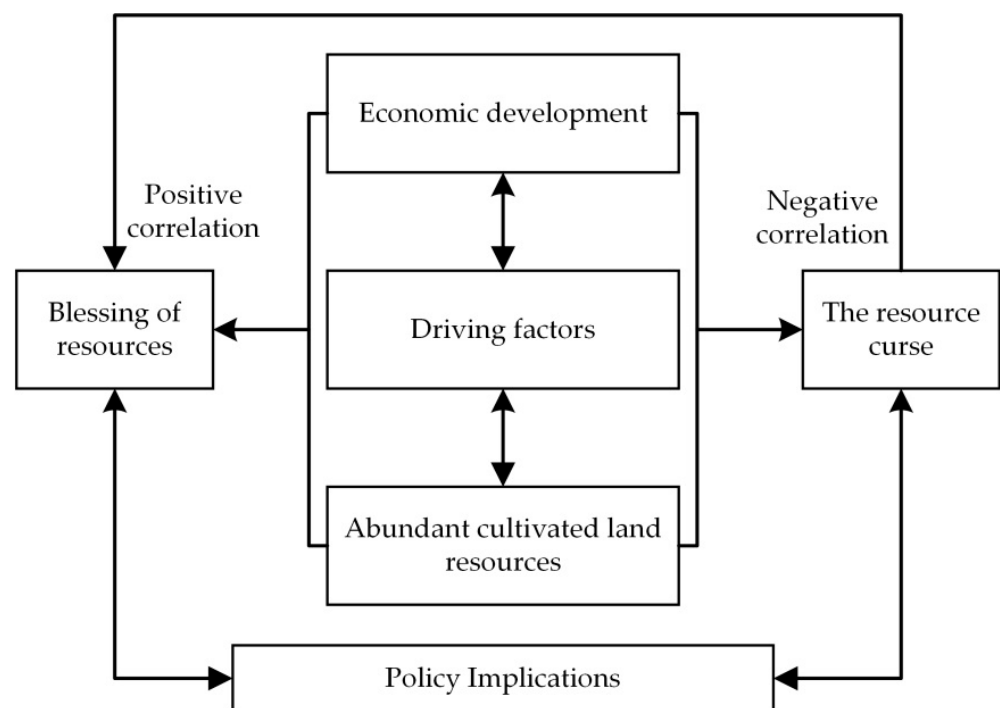 Economic development
Positive
correlation
Negative
correlation
Blessing of
resources
Driving factors
The resource
curse
Abundant cultivated land
resources
Policy Implications